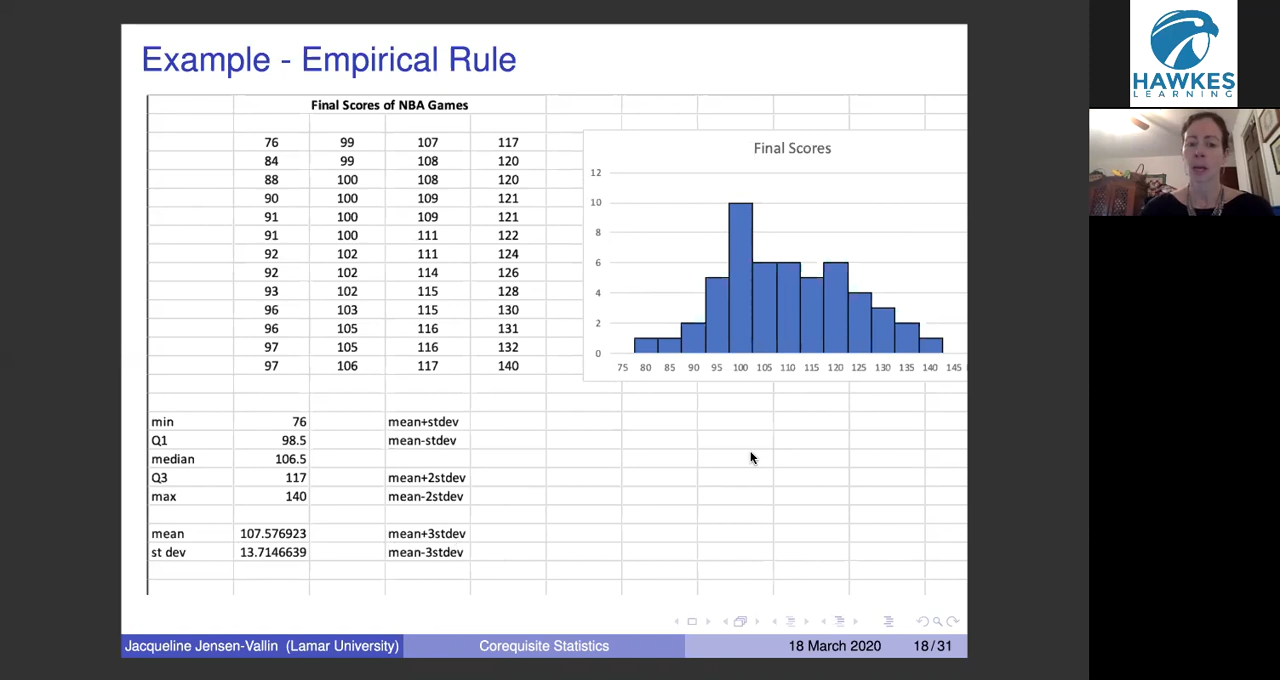 Example - Empirical Rule
Final Scores of NBA Games
76 99 107 117
84 99 108 120
88 100 108 120
90 100 109 121
91 100 109 121
91 100 111 122
92 102 111 124
92 102 114 126
93 102 115 128
96 103 115 130
96 105 116 131
97 105 116 132
97 106 117 140
Final Scores
12
10
8
6
4
2
0
75 80 85 90 95 100 105 110 115 120 125 130 135 140 145
min 76 mean+stdev
Q1 98.5 mean-stdev
median 106.5
Q3 117 mean+2stdev
max 140 mean-2stdev
mean 107.576923 mean+3stdev
st dev 13.7146639 mean-3stdev
Jacqueline Jensen-Vallin (Lamar University) Corequisite Statistics 18 March 2020 18/31
HAWKES
LEARNING